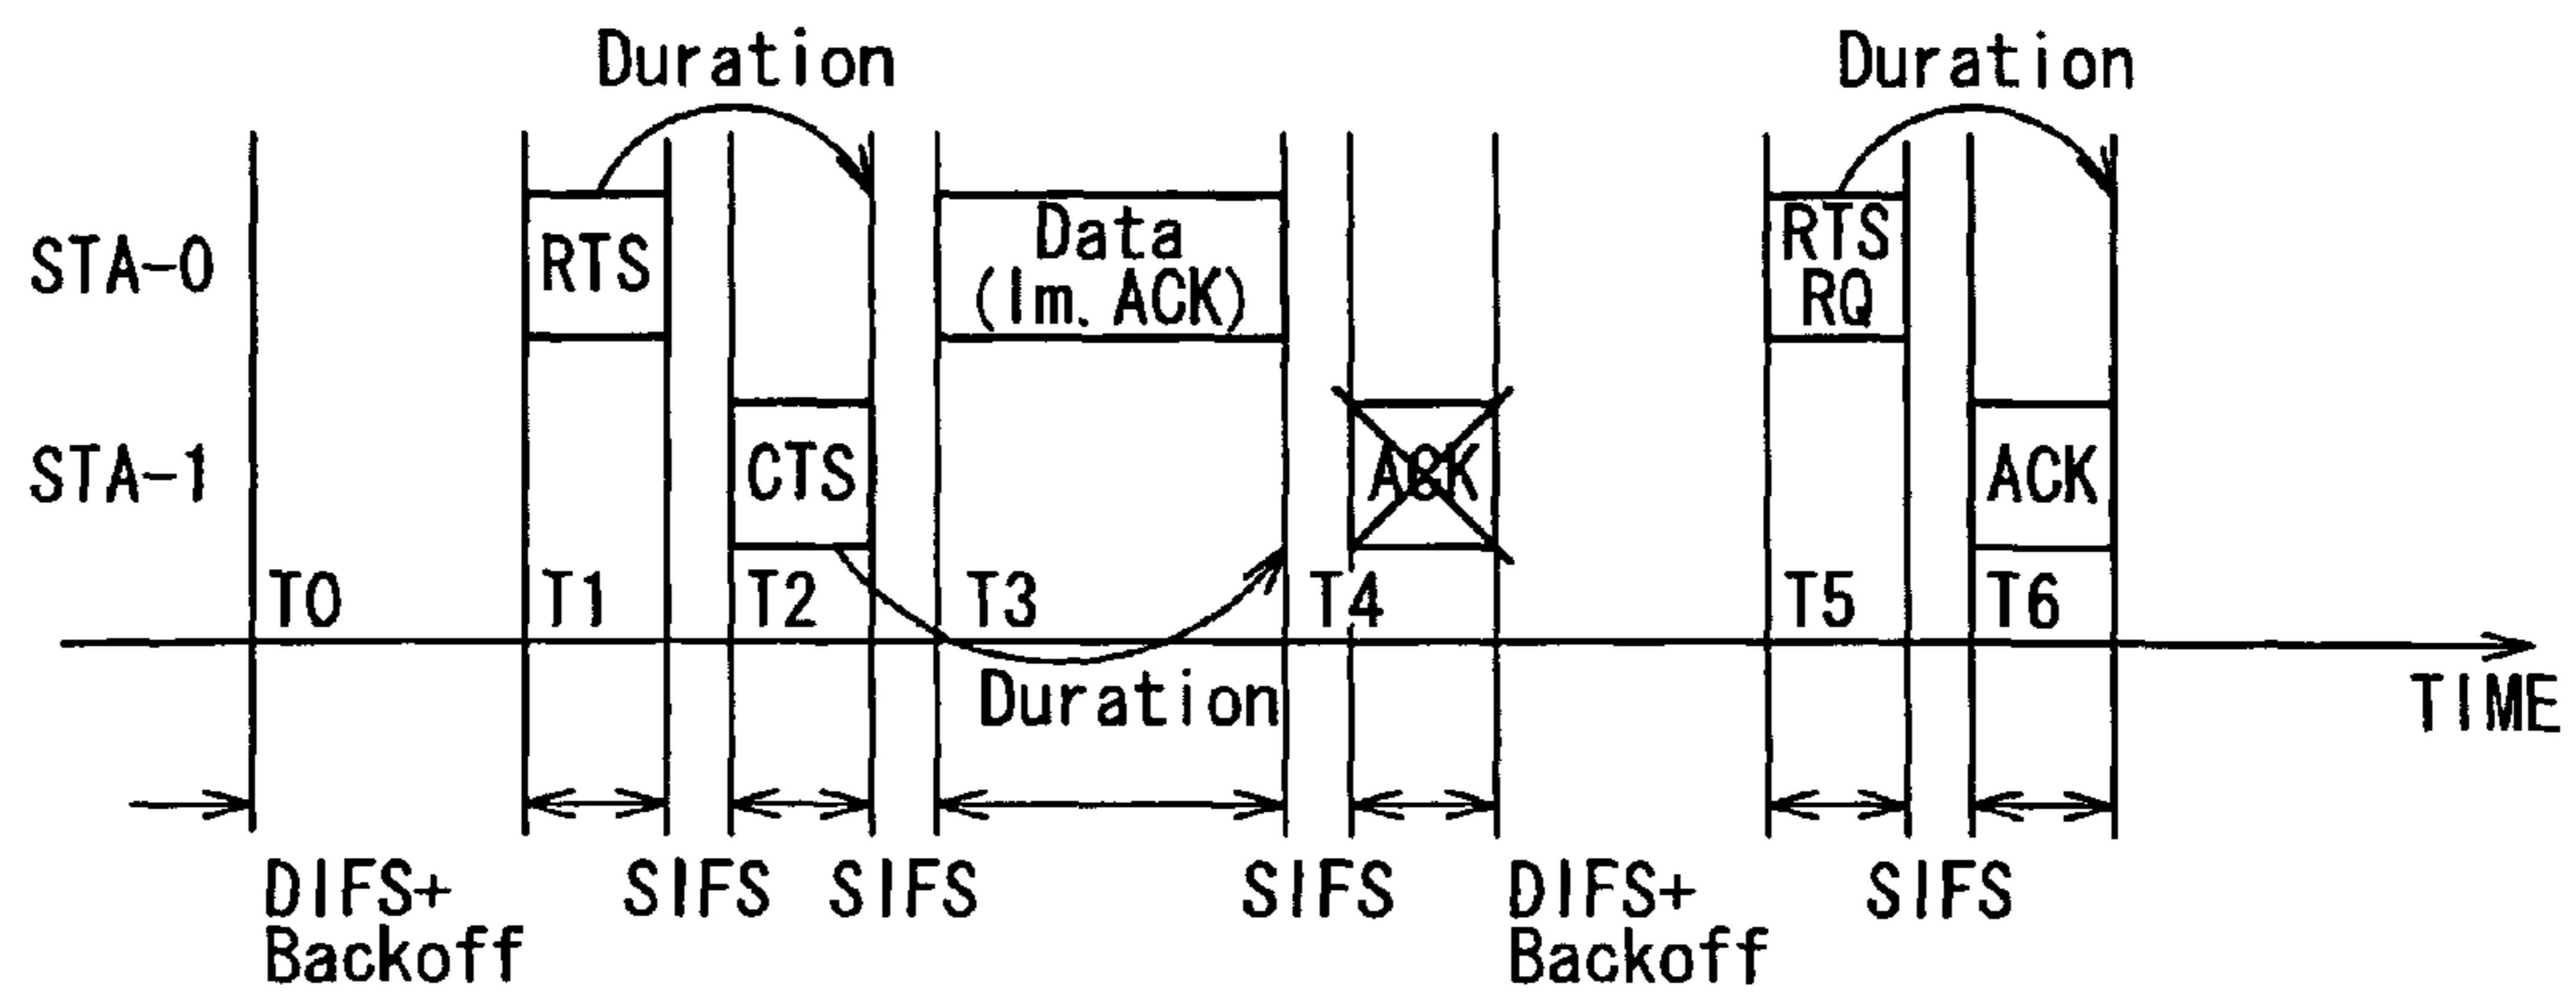 Duration
Duration
STA-0
RTS
Data
(Im. ACK)
RTS
RQ
STA-1
CTS
ACK
ACK
T0
T1
T2
T3
T4
T5
T6
Duration
TIME
DIFS+
Backoff
SIFS
SIFS
SIFS
DIFS+
Backoff
SIFS